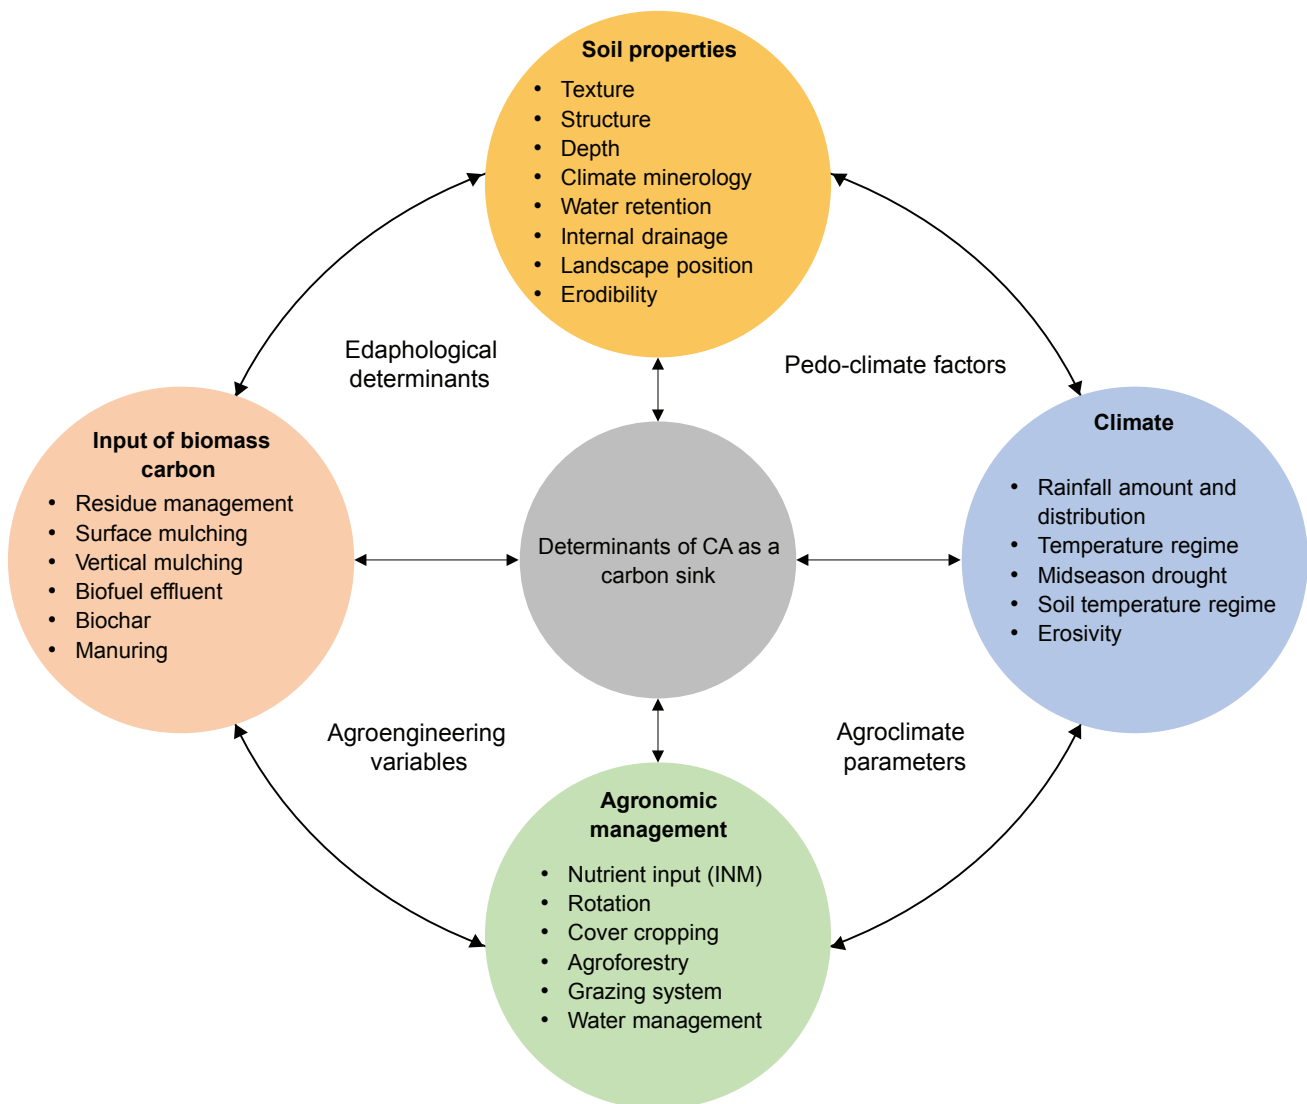 Soil properties
• Texture
• Structure
• Depth
• Climate minerology
• Water retention
• Internal drainage
• Landscape position
• Erodibility
Edaphological
determinants
Pedo-climate factors
Input of biomass
carbon
• Residue management
• Surface mulching
• Vertical mulching
• Biofuel effluent
• Biochar
• Manuring
Determinants of CA as a
carbon sink
Climate
• Rainfall amount and
distribution
• Temperature regime
• Midseason drought
• Soil temperature regime
• Erosivity
Agroengineering
variables
Agroclimate
parameters
Agronomic
management
• Nutrient input (INM)
• Rotation
• Cover cropping
• Agroforestry
• Grazing system
• Water management